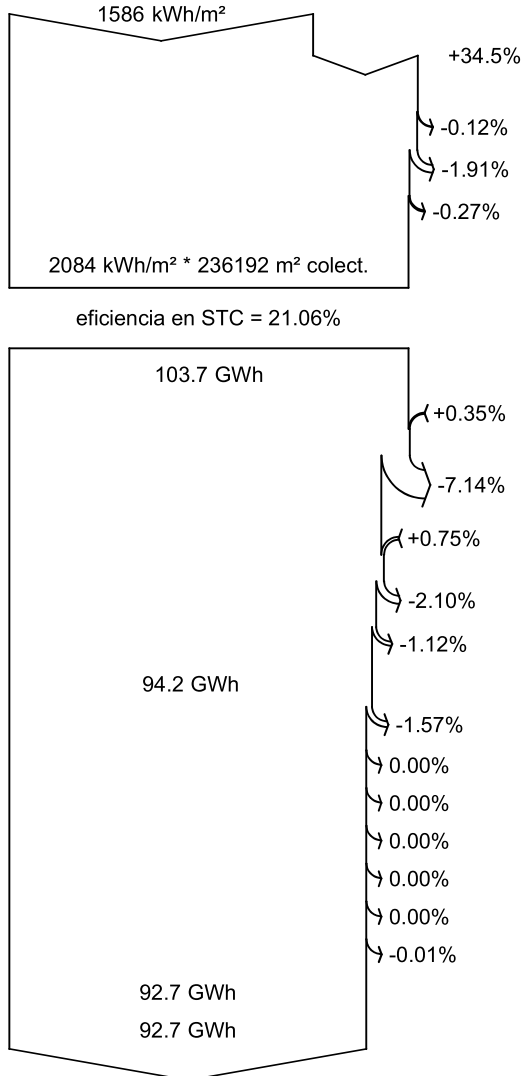 1586 kWh/m²
+34.5%
-0.12%
-1.91%
-0.27%
2084 kWh/m² * 236192 m² colect.
eficiencia en STC = 21.06%
103.7 GWh
+0.35%
-7.14%
+0.75%
-2.10%
-1.12%
94.2 GWh
-1.57%
0.00%
0.00%
0.00%
0.00%
0.00%
-0.01%
92.7 GWh
92.7 GWh